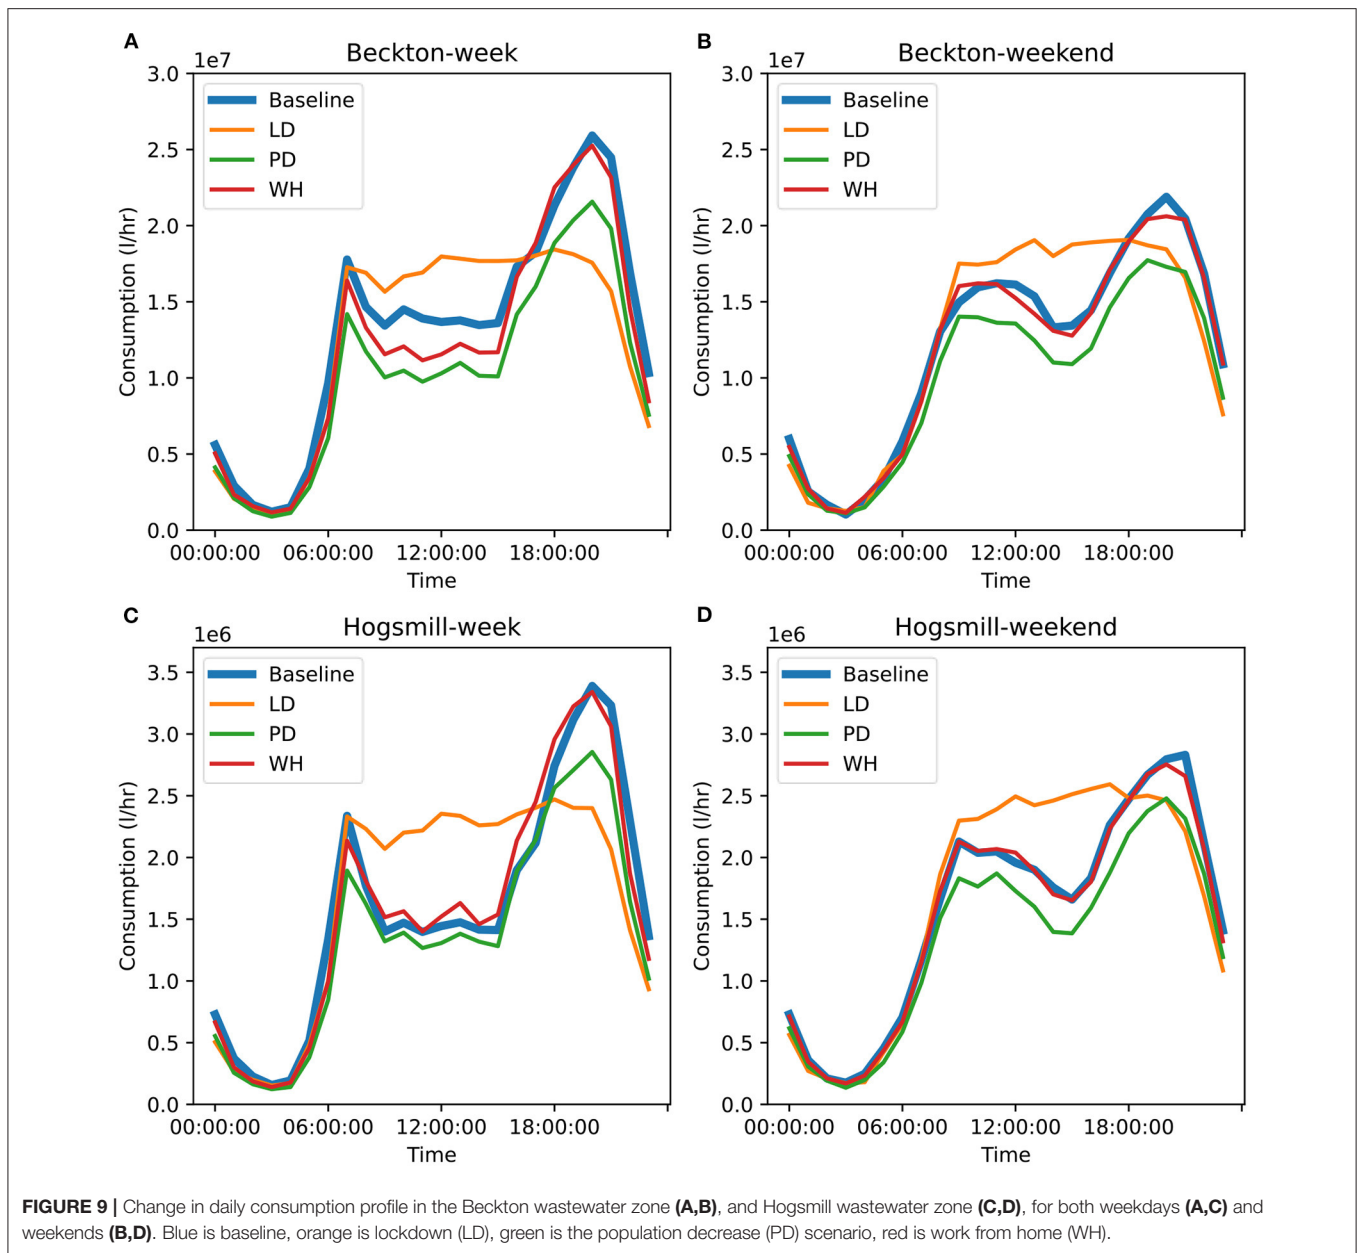 A
Beckton-week
1e7
3.0
2.5
2.0
1.5
1.0
0.5
0.0
Consumption (l/hr)
Baseline
LD
PD
WH
00:00:00 06:00:00 12:00:00 18:00:00
Time
B
Beckton-weekend
1e7
3.0
2.5
2.0
1.5
1.0
0.5
0.0
Consumption (l/hr)
Baseline
LD
PD
WH
00:00:00 06:00:00 12:00:00 18:00:00
Time
C
Hogsmill-week
1e6
3.5
3.0
2.5
2.0
1.5
1.0
0.5
0.0
Consumption (l/hr)
Baseline
LD
PD
WH
00:00:00 06:00:00 12:00:00 18:00:00
Time
D
Hogsmill-weekend
1e6
3.5
3.0
2.5
2.0
1.5
1.0
0.5
0.0
Consumption (l/hr)
Baseline
LD
PD
WH
00:00:00 06:00:00 12:00:00 18:00:00
Time
FIGURE 9 | Change in daily consumption profile in the Beckton wastewater zone (A,B), and Hogsmill wastewater zone (C,D), for both weekdays (A,C) and
weekends (B,D). Blue is baseline, orange is lockdown (LD), green is the population decrease (PD) scenario, red is work from home (WH).